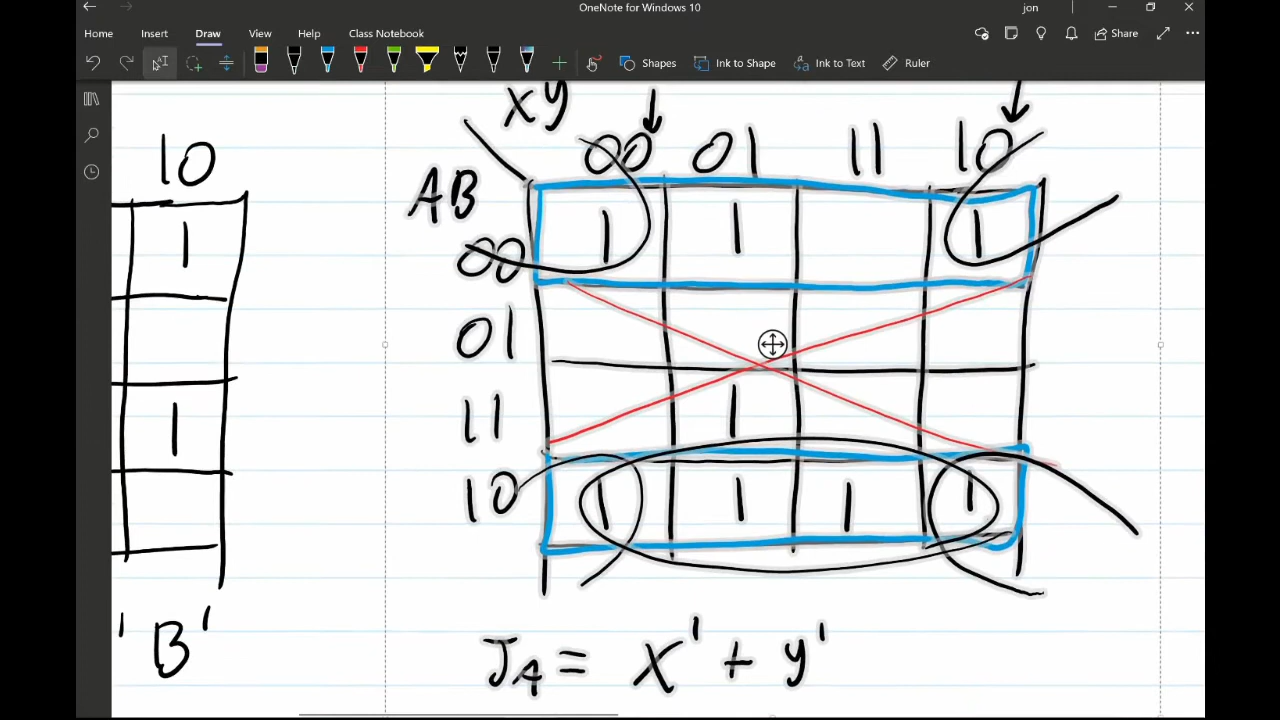 OneNote for Windows 10
jon
Home Insert Draw View Help Class Notebook Share
Shapes Ink to Shape Ink to Text Ruler
XY
10 00 01 11 10
AB
1 00 1 1 1
01
1 11 1
10 1 1 1 1
' B' J_A = X' + y'